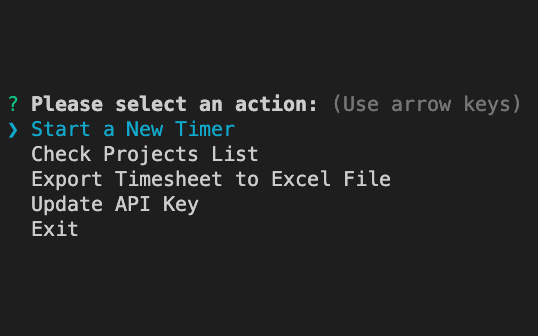 ? Please select an action: (Use arrow keys)
❯ Start a New Timer
Check Projects List
Export Timesheet to Excel File
Update API Key
Exit